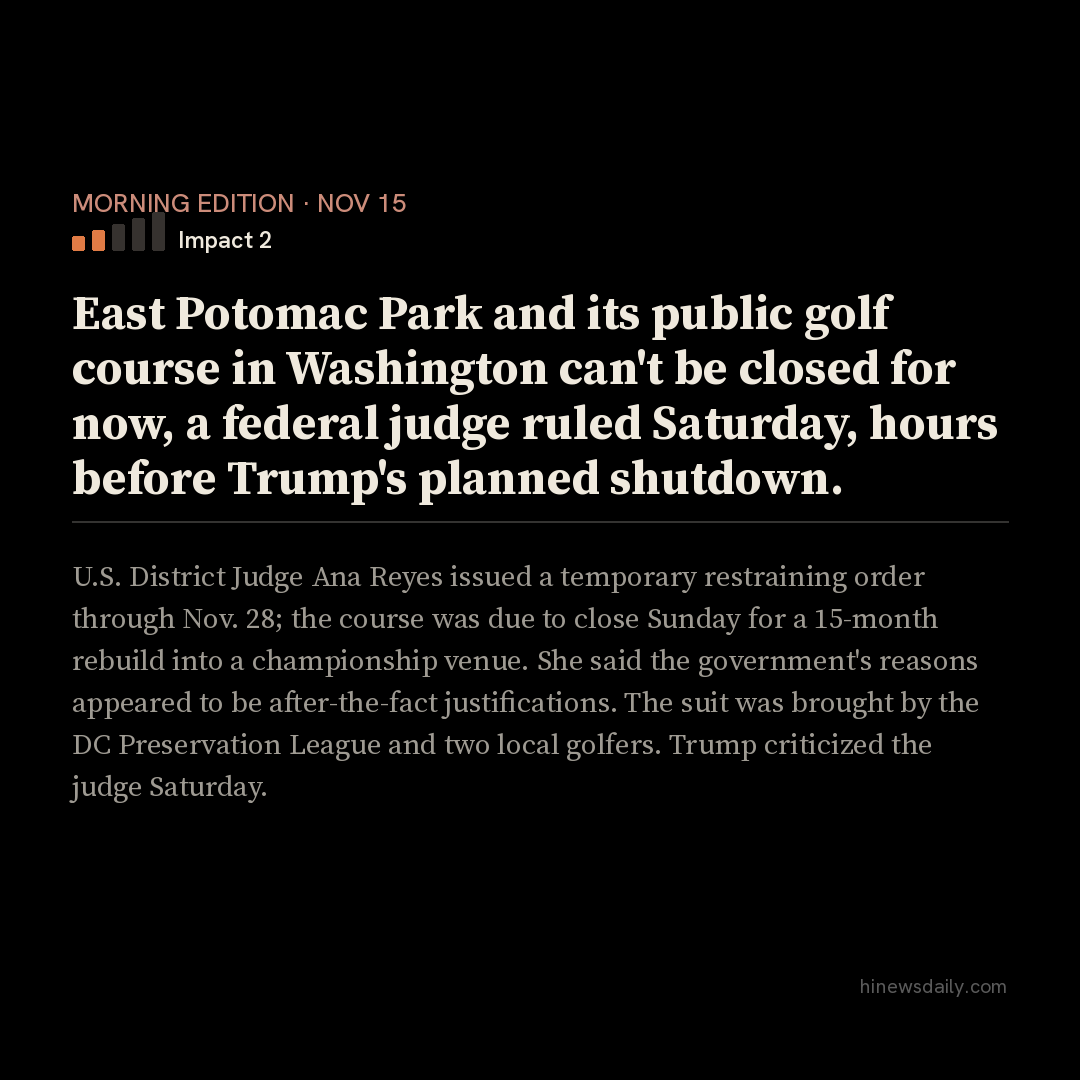 MORNING EDITION · NOV 15
Impact 2
East Potomac Park and its public golf
course in Washington can't be closed for
now, a federal judge ruled Saturday, hours
before Trump's planned shutdown.
U.S. District Judge Ana Reyes issued a temporary restraining order
through Nov. 28; the course was due to close Sunday for a 15-month
rebuild into a championship venue. She said the government's reasons
appeared to be after-the-fact justifications. The suit was brought by the
DC Preservation League and two local golfers. Trump criticized the
judge Saturday.
hinewsdaily.com